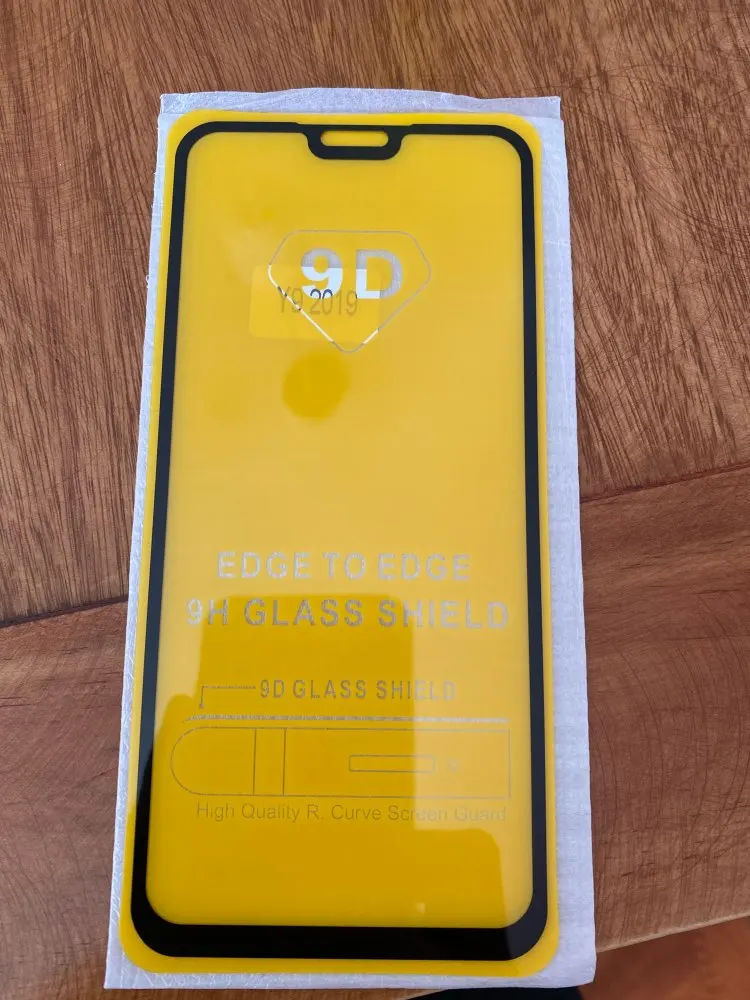 9D
Y9 2019
EDGE TO EDGE
9H GLASS SHIELD
9D GLASS SHIELD
High Quality R. Curve Screen Guard